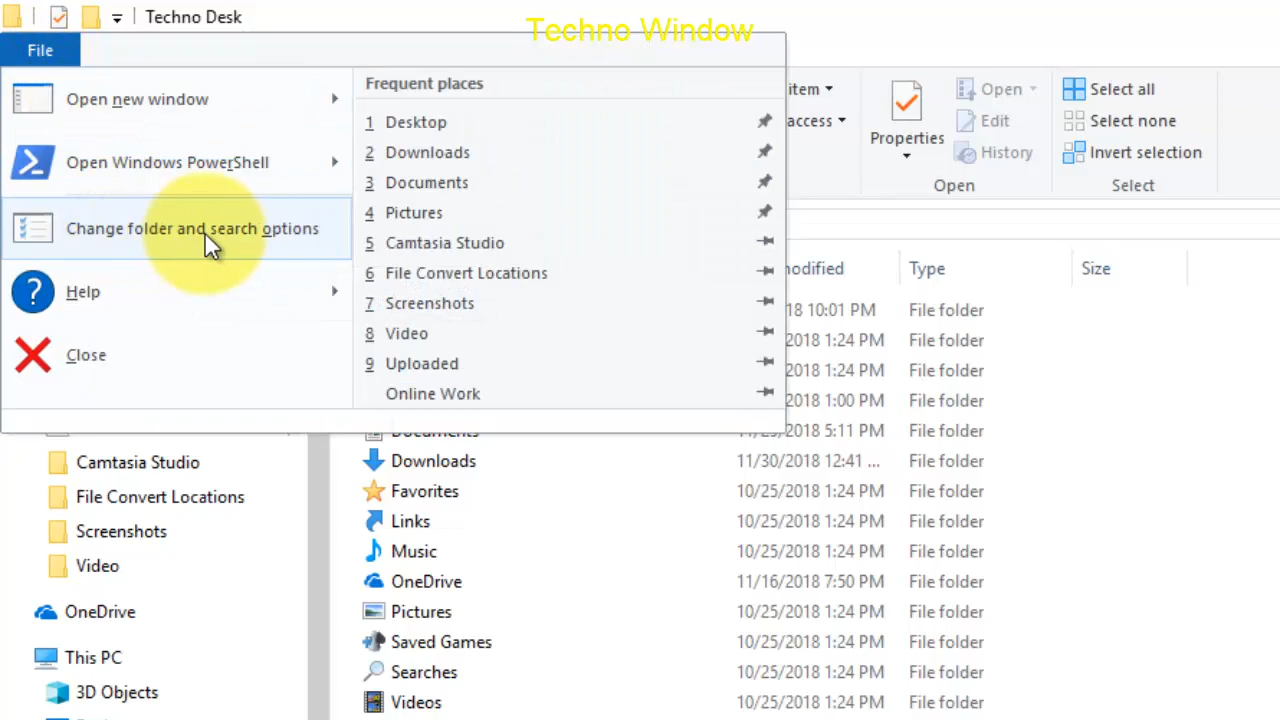 Techno Desk
Techno Window
File
Open new window
Open Windows PowerShell
Change folder and search options
Help
Close
Frequent places
1 Desktop
2 Downloads
3 Documents
4 Pictures
5 Camtasia Studio
6 File Convert Locations
7 Screenshots
8 Video
9 Uploaded
Online Work
item
access
Properties
Open
Edit
History
Open
Select all
Select none
Invert selection
Select
modified Type Size
18 10:01 PM File folder
2018 1:24 PM File folder
2018 1:24 PM File folder
2018 1:00 PM File folder
Documents 11/29/2018 5:11 PM File folder
Downloads 11/30/2018 12:41 ... File folder
Favorites 10/25/2018 1:24 PM File folder
Links 10/25/2018 1:24 PM File folder
Music 10/25/2018 1:24 PM File folder
OneDrive 11/16/2018 7:50 PM File folder
Pictures 10/25/2018 1:24 PM File folder
Saved Games 10/25/2018 1:24 PM File folder
Searches 10/25/2018 1:24 PM File folder
Videos 10/25/2018 1:24 PM File folder
Camtasia Studio
File Convert Locations
Screenshots
Video
OneDrive
This PC
3D Objects